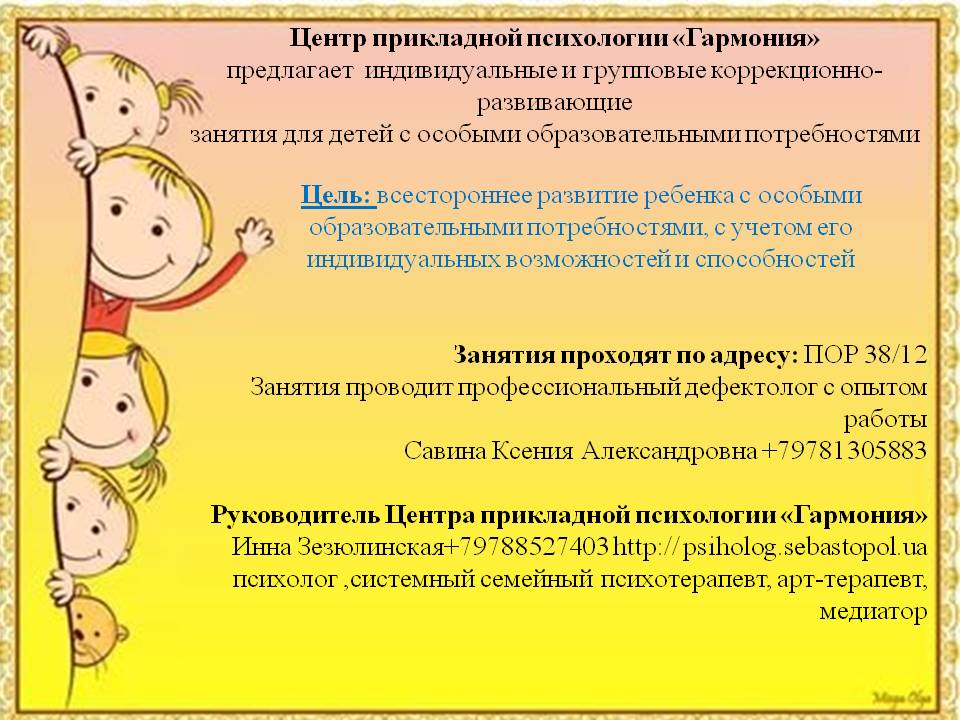 Центр прикладной психологии «Гармония»
предлагает индивидуальные и групповые коррекционно-
развивающие
занятия для детей с особыми образовательными потребностями
Цель: всестороннее развитие ребенка с особыми
образовательными потребностями, с учетом его
индивидуальных возможностей и способностей
Занятия проходят по адресу: ПОР 38/12
Занятия проводит профессиональный дефектолог с опытом
работы
Савина Ксения Александровна +79781305883
Руководитель Центра прикладной психологии «Гармония»
Инна Зезюлинская+79788527403 http://psiholog.sebastopol.ua
психолог ,системный семейный психотерапевт, арт-терапевт,
медиатор